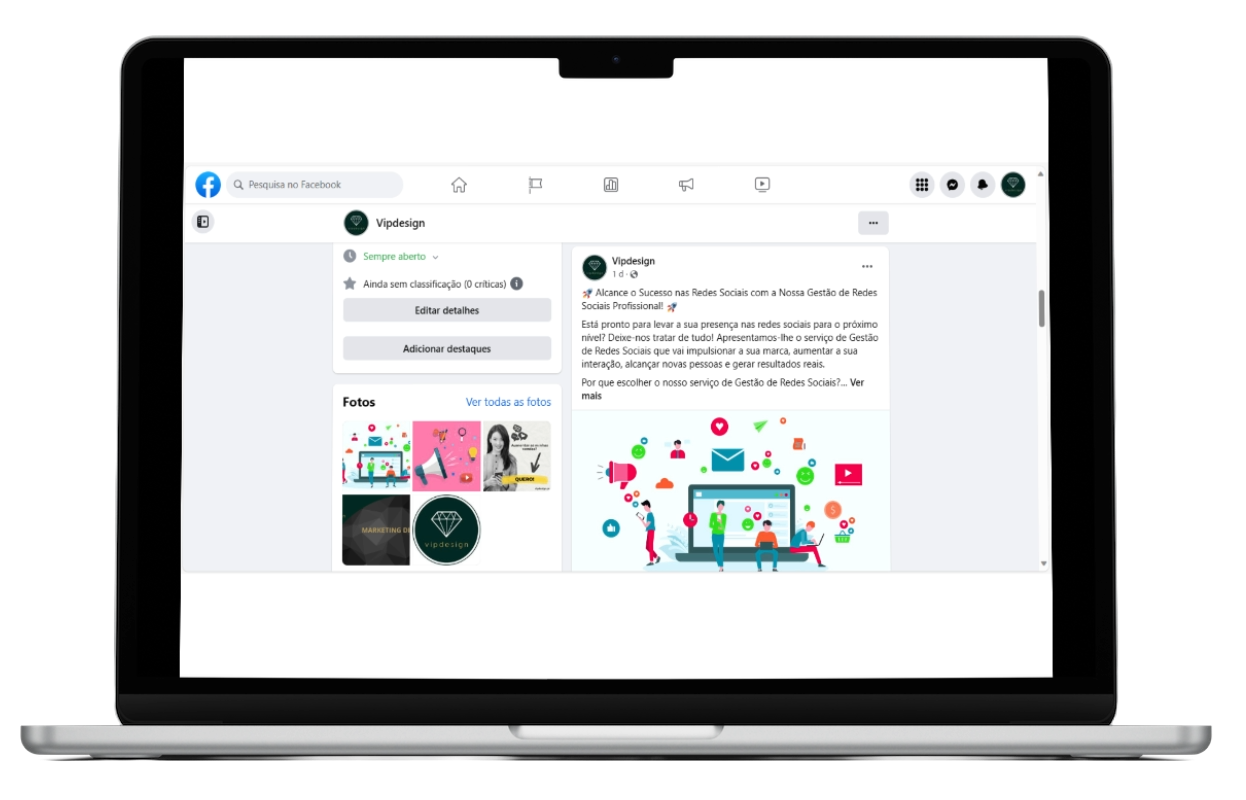 Pesquisa no Facebook
Vipdesign
Sempre aberto
Ainda sem classificação (0 críticas)
Editar detalhes
Adicionar destaques
Fotos
Ver todas as fotos
QUERO!
MARKETING DI
vipdesign
Vipdesign
1 d
🚀 Alcance o Sucesso nas Redes Sociais com a Nossa Gestão de Redes
Sociais Profissional! 🚀
Está pronto para levar a sua presença nas redes sociais para o próximo
nível? Deixe-nos tratar de tudo! Apresentamos-lhe o serviço de Gestão
de Redes Sociais que vai impulsionar a sua marca, aumentar a sua
interação, alcançar novas pessoas e gerar resultados reais.
Por que escolher o nosso serviço de Gestão de Redes Sociais?... Ver
mais